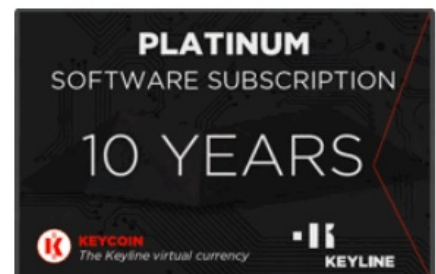 PLATINUM
SOFTWARE SUBSCRIPTION
10 YEARS
KEYCOIN
The Keyline virtual currency
KEYLINE